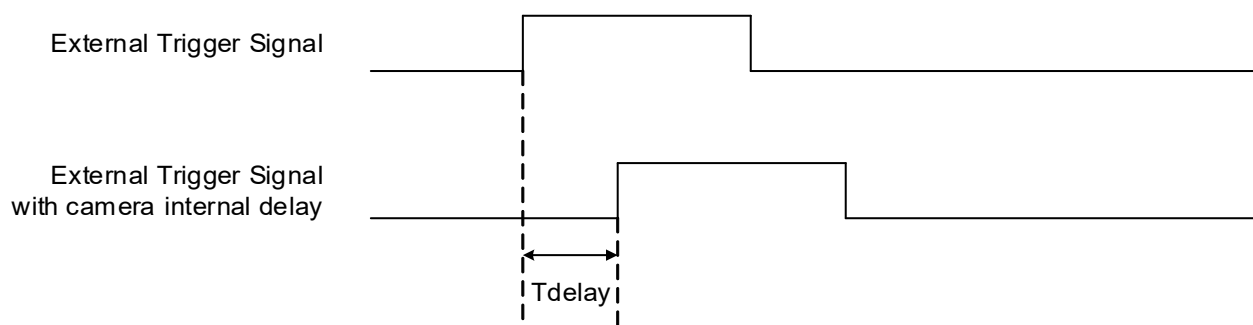 External Trigger Signal
External Trigger Signal
with camera internal delay
Tdelay